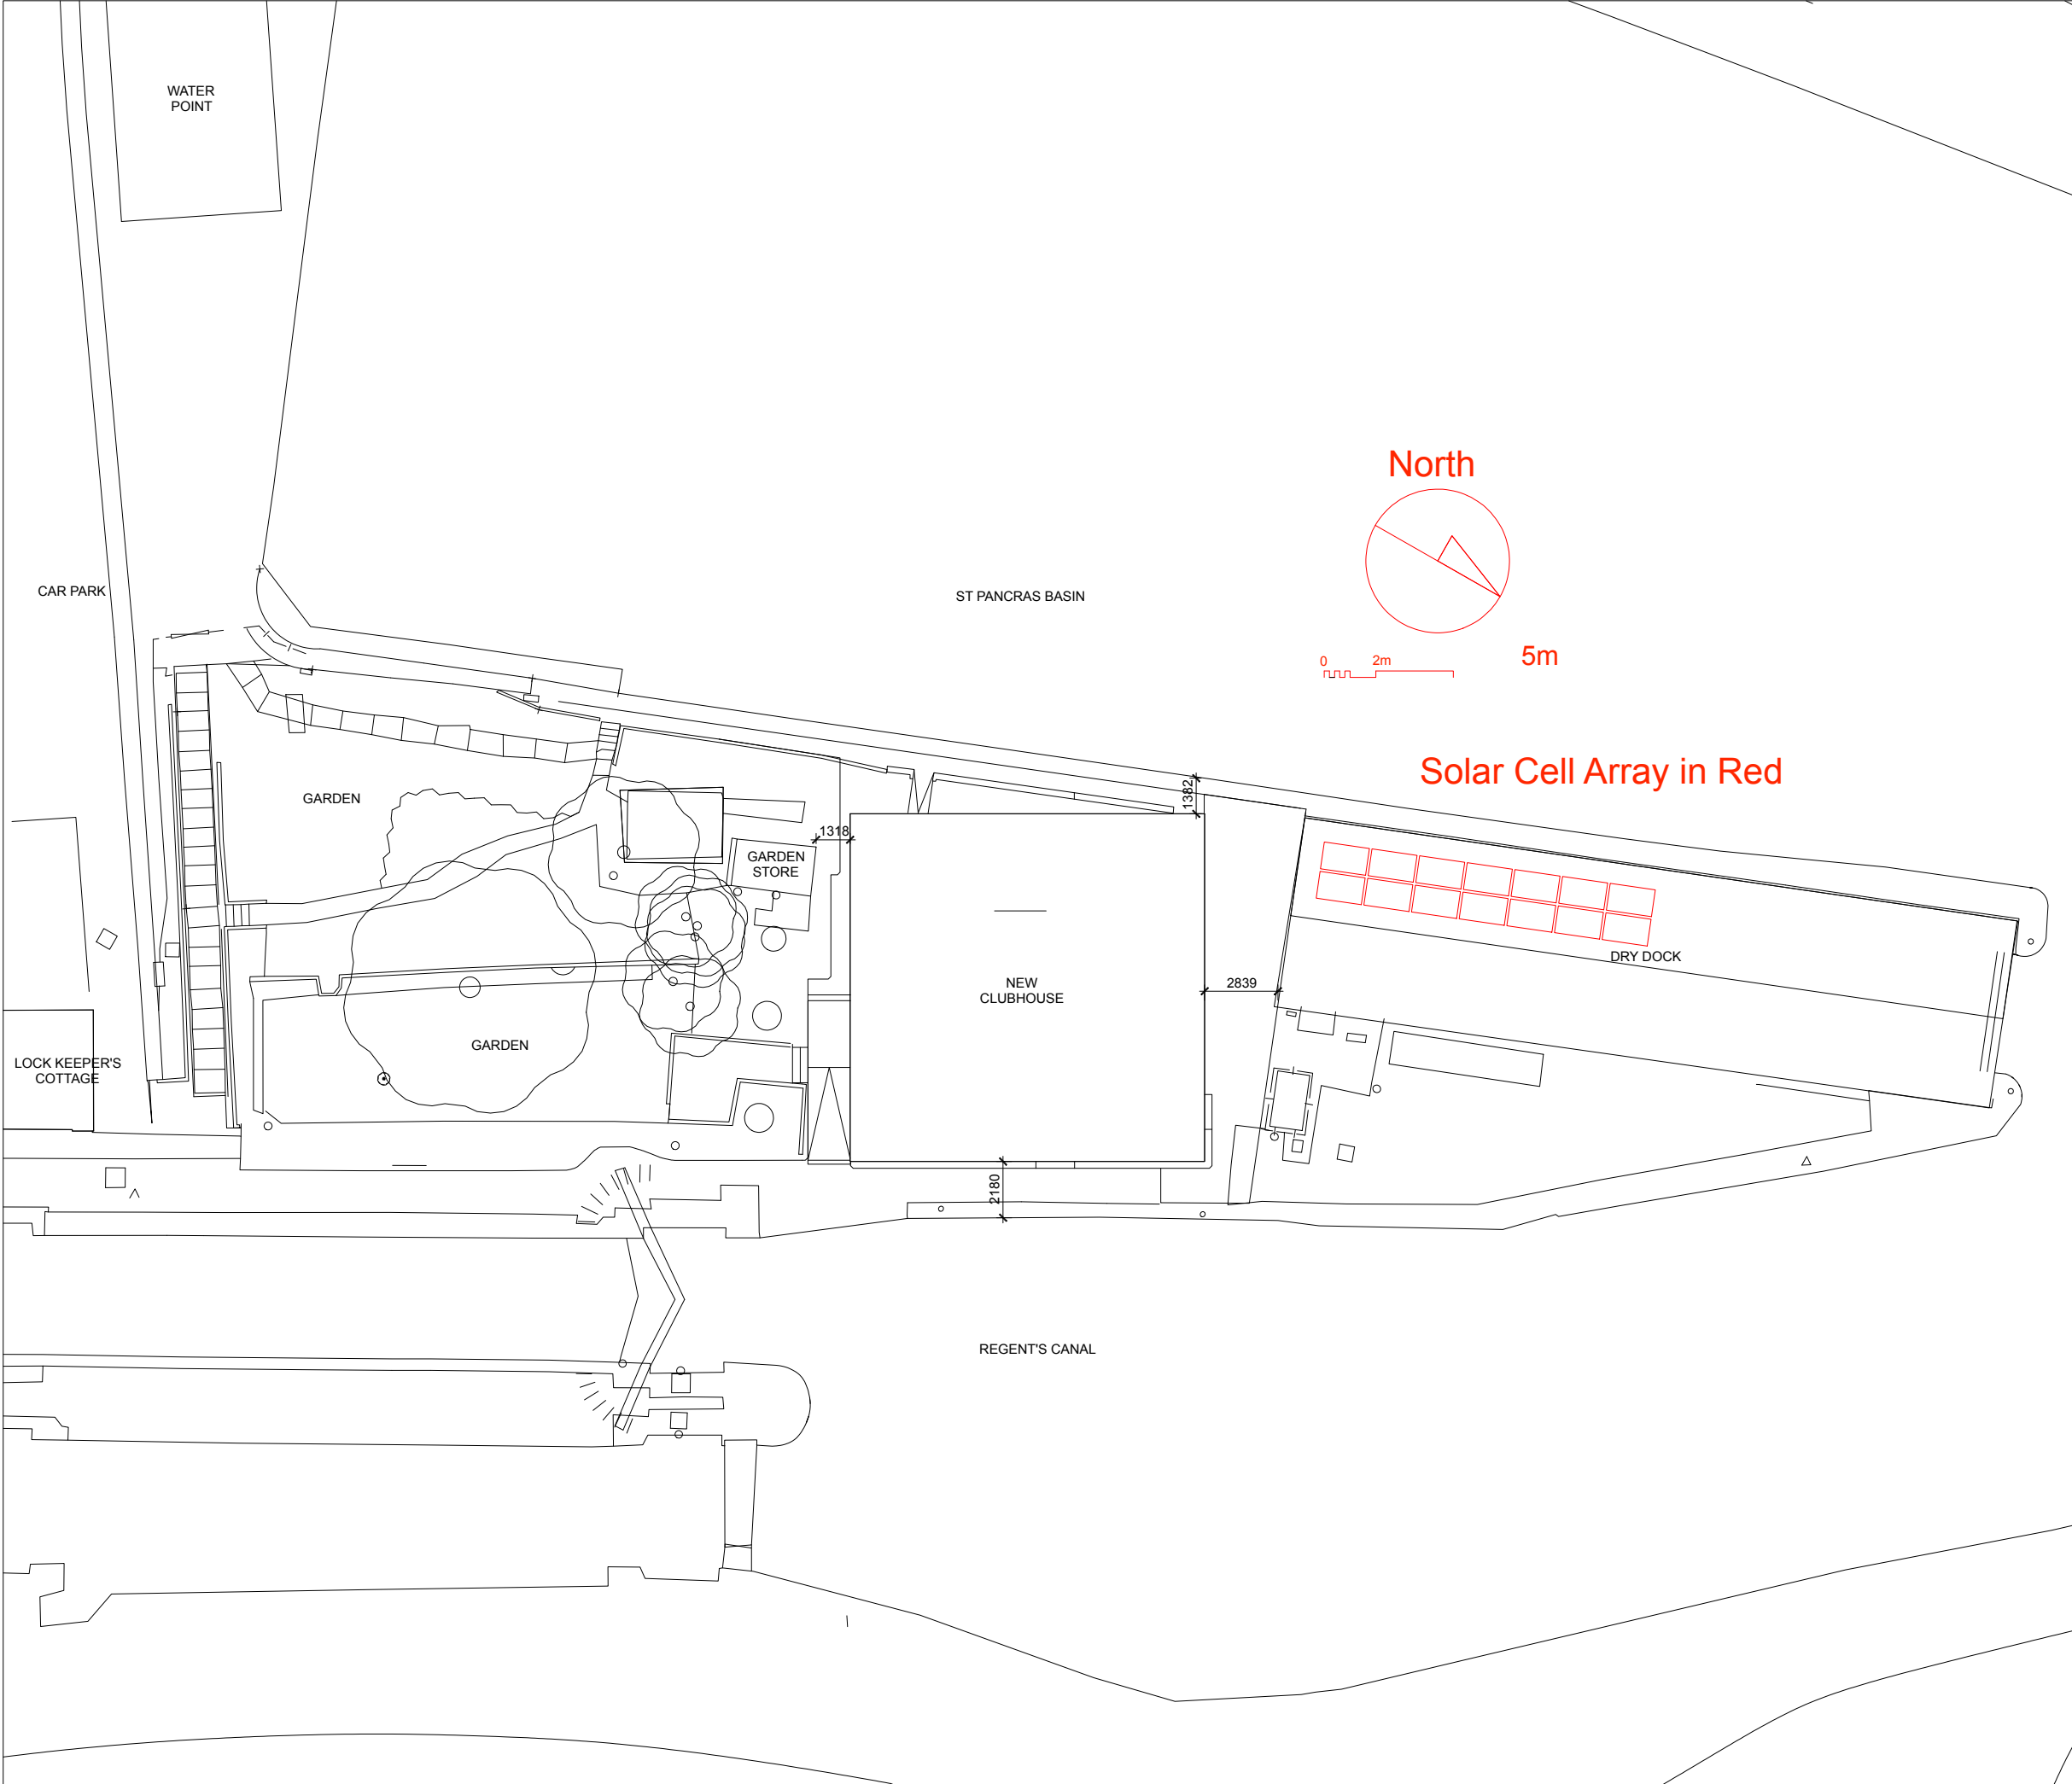 WATER
POINT
North
CAR PARK
ST PANCRAS BASIN
0
2m
5m
Solar Cell Array in Red
1382
GARDEN
1318
GARDEN
STORE
DRY DOCK
NEW
CLUBHOUSE
2839
GARDEN
LOCK KEEPER'S
COTTAGE
2180
REGENT'S CANAL